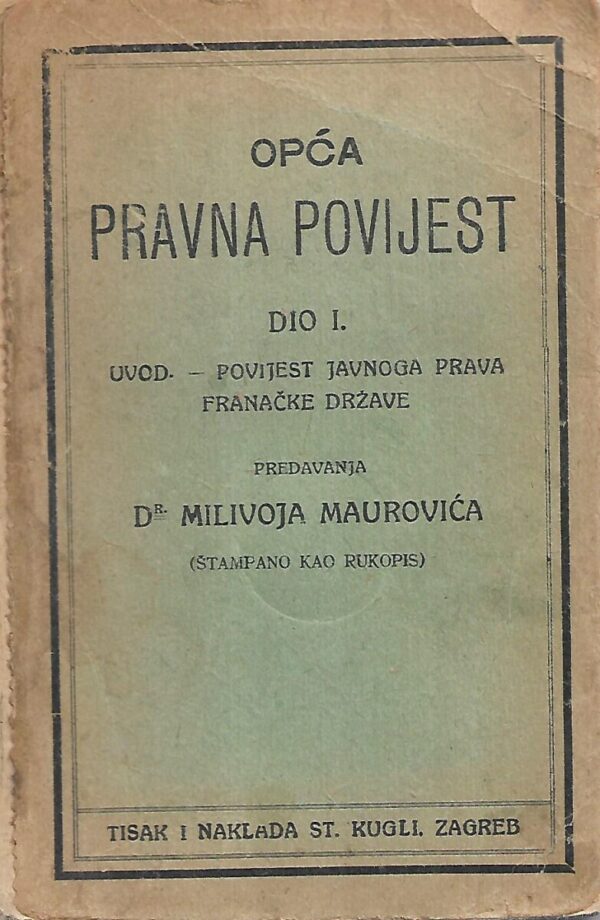 OPĆA
PRAVNA POVIJEST
DIO I.
UVOD. – POVIJEST JAVNOGA PRAVA
FRANAČKE DRŽAVE
PREDAVANJA
DR. MILIVOJA MAUROVIĆA
(ŠTAMPANO KAO RUKOPIS)
TISAK I NAKLADA ST. KUGLI, ZAGREB